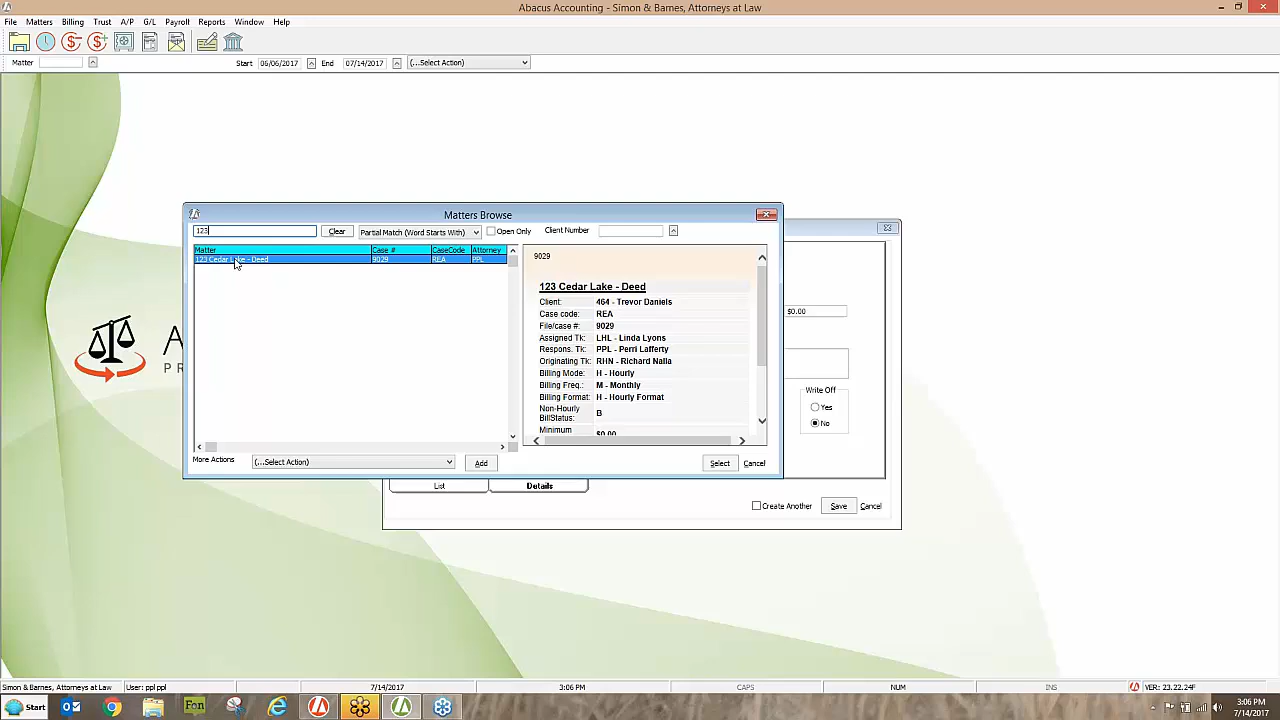 Abacus Accounting - Simon & Barnes, Attorneys at Law
File Matters Billing Trust A/P G/L Payroll Reports Window Help
Matter Start 06/06/2017 End 07/14/2017 (...Select Action)
Matters Browse
123 Clear Partial Match (Word Starts With) Open Only Client Number
Matter Case # CaseCode Attorney
123 Cedar Lake - Deed 9029 REA PPL
9029
123 Cedar Lake - Deed
Client: 464 - Trevor Daniels
Case code: REA
File/case #: 9029
Assigned Tk: LHL - Linda Lyons
Respons. Tk: PPL - Perri Lafferty
Originating Tk: RHN - Richard Nalla
Billing Mode: H - Hourly
Billing Freq.: M - Monthly
Billing Format: H - Hourly Format
Non-Hourly
BillStatus: B
Minimum $0.00
More Actions (...Select Action) Add Select Cancel
$0.00
Write Off
Yes
No
List Details
Create Another Save Cancel
A
P R
Simon & Barnes, Attorneys at Law User: ppl ppl 7/14/2017 3:06 PM CAPS NUM INS VER: 23.22.24F
Start Fon 3:06 PM
7/14/2017